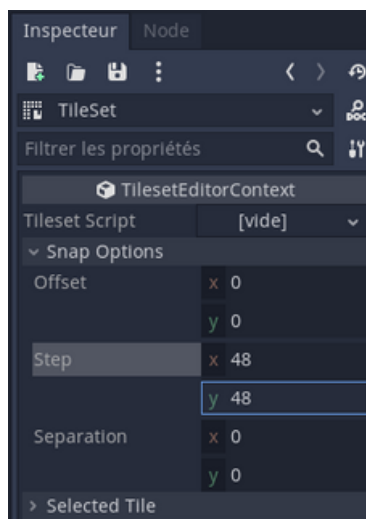 Inspecteur Node
TileSet
DOC
Filtrer les propriétés
TilesetEditorContext
Tileset Script [vide]
Snap Options
Offset x 0
y 0
Step x 48
y 48
Separation x 0
y 0
Selected Tile